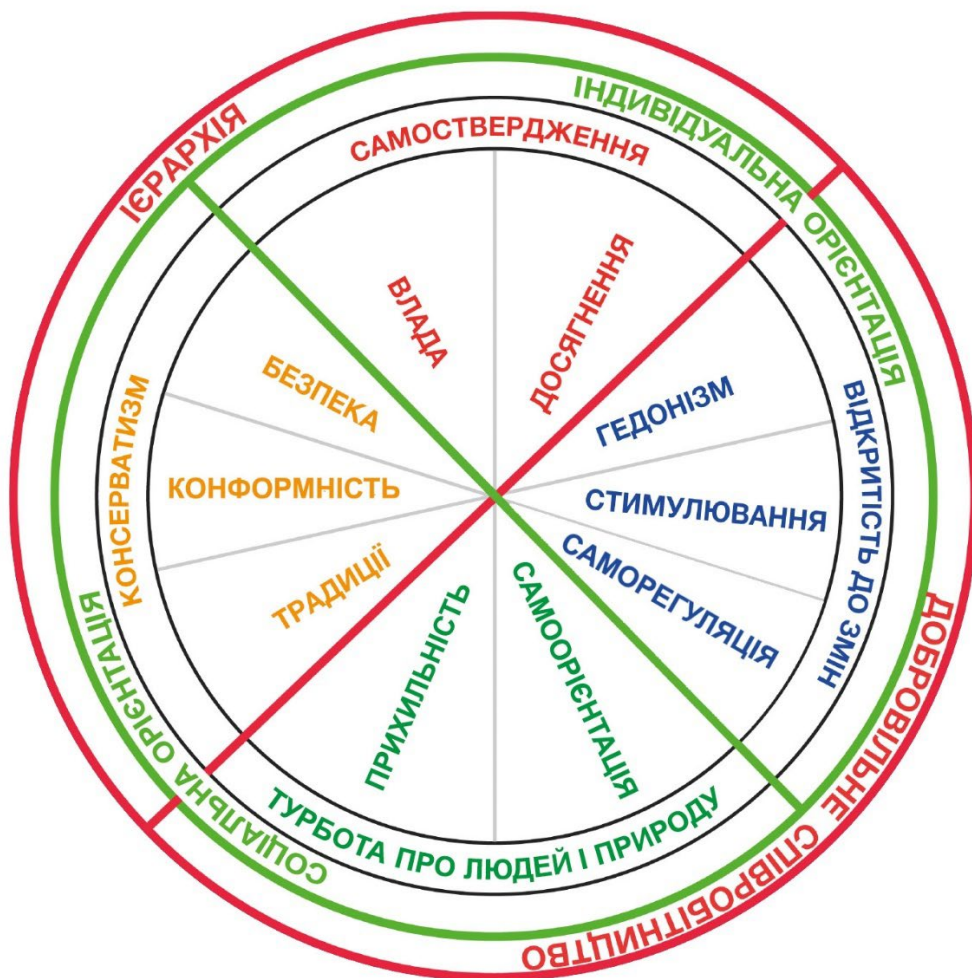 ІЄРАРХІЯ
ІНДИВІДУАЛЬНА ОРІЄНТАЦІЯ
САМОСТВЕРДЖЕННЯ
ВЛАДА
ДОСЯГНЕННЯ
БЕЗПЕКА
ГЕДОНІЗМ
КОНСЕРВАТИЗМ
КОНФОРМНІСТЬ
СТИМУЛЮВАННЯ
ВІДКРИТІСТЬ ДО ЗМІН
ТРАДИЦІЇ
САМОРЕГУЛЯЦІЯ
ПРИХИЛЬНІСТЬ
САМООРІЄНТАЦІЯ
СОЦІАЛЬНА ОРІЄНТАЦІЯ
ТУРБОТА ПРО ЛЮДЕЙ І ПРИРОДУ
ДОБРОВІЛЬНЕ СПІВРОБІТНИЦТВО